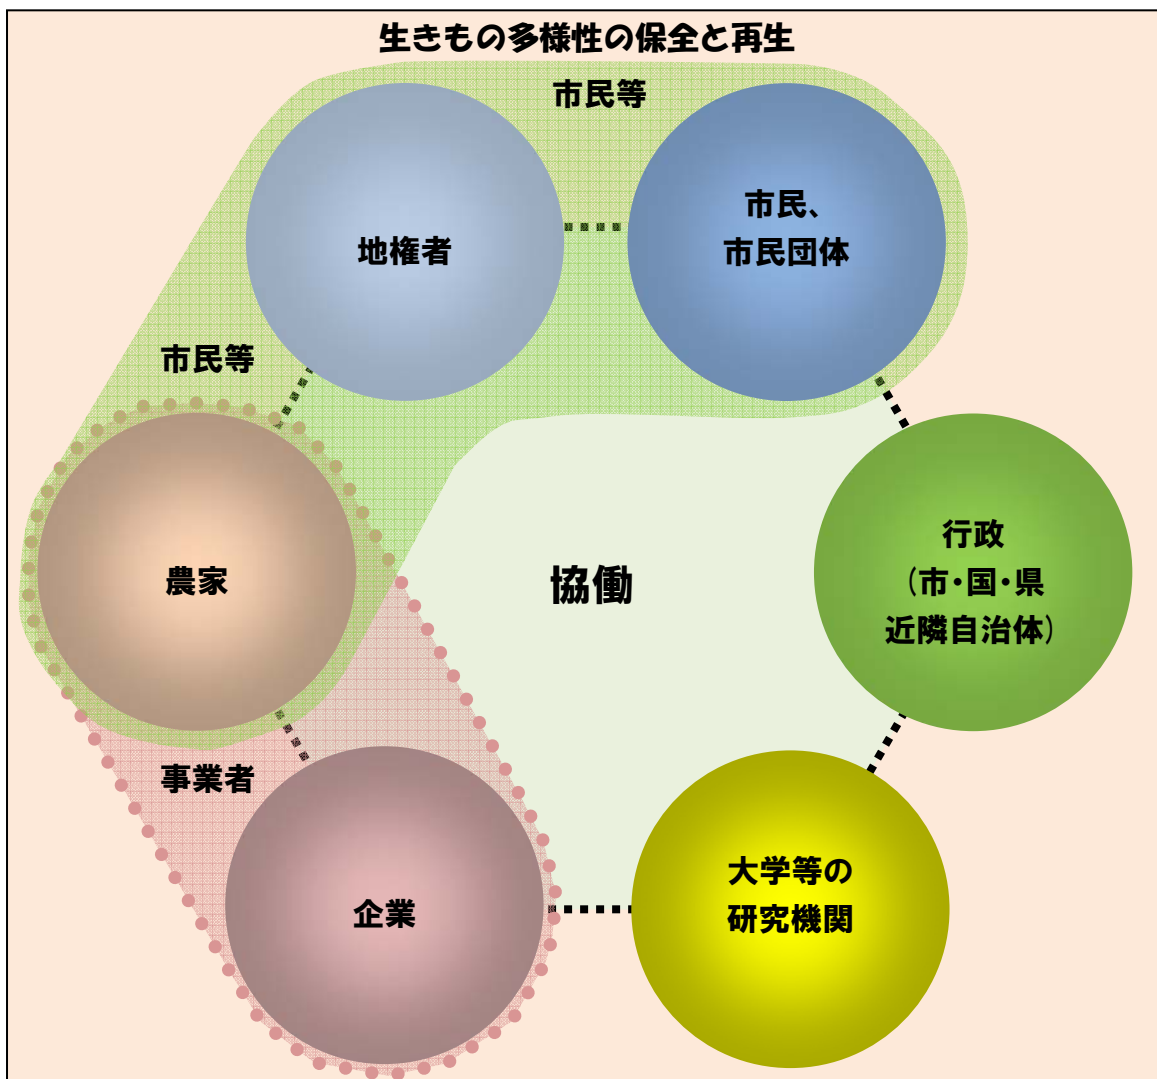 生きもの多様性の保全と再生
市民等
市民、
市民団体
地権者
市民等
農家
協働
行政
(市・国・県
近隣自治体)
事業者
企業
大学等の
研究機関